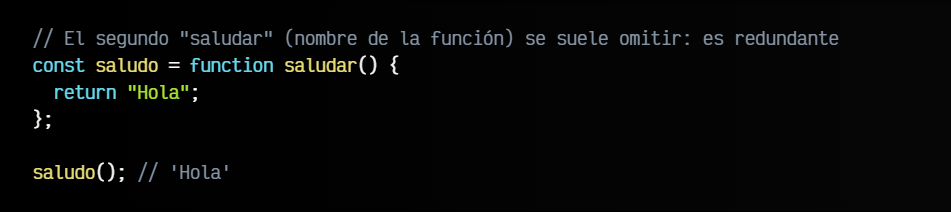 // El segundo "saludar" (nombre de la función) se suele omitir: es redundante
const saludo = function saludar() {
  return "Hola";
};

saludo(); // 'Hola'